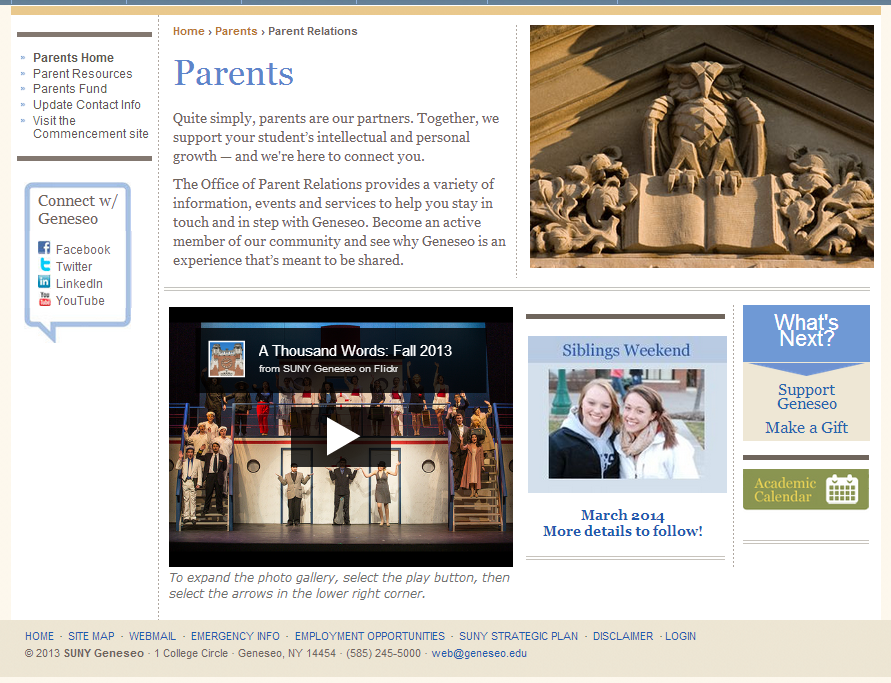 Home › Parents › Parent Relations
Parents Home
Parent Resources
Parents Fund
Update Contact Info
Visit the
Commencement site
Connect w/
Geneseo
Facebook
Twitter
LinkedIn
You
Tube
YouTube
Parents
Quite simply, parents are our partners. Together, we
support your student's intellectual and personal
growth — and we're here to connect you.
The Office of Parent Relations provides a variety of
information, events and services to help you stay in
touch and in step with Geneseo. Become an active
member of our community and see why Geneseo is an
experience that's meant to be shared.
A Thousand Words: Fall 2013
from SUNY Geneseo on Flickr
To expand the photo gallery, select the play button, then
select the arrows in the lower right corner.
Siblings Weekend
March 2014
More details to follow!
What's
Next?
Support
Geneseo
Make a Gift
Academic
Calendar
HOME · SITE MAP · WEBMAIL · EMERGENCY INFO · EMPLOYMENT OPPORTUNITIES · SUNY STRATEGIC PLAN · DISCLAIMER · LOGIN
© 2013 SUNY Geneseo · 1 College Circle · Geneseo, NY 14454 · (585) 245-5000 · web@geneseo.edu